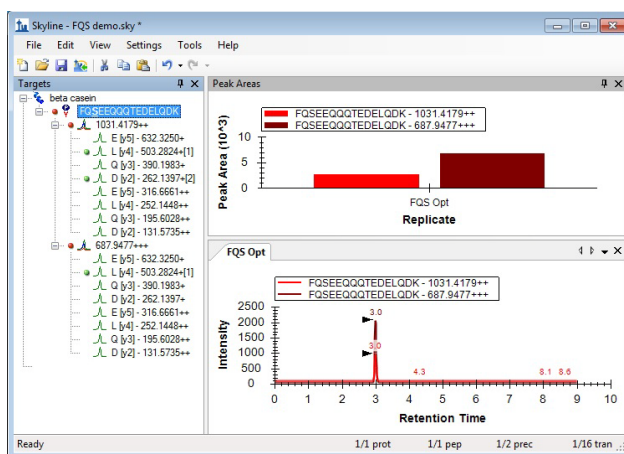 Skyline - FQS demo.sky *
File Edit View Settings Tools Help
Targets
beta casein
FQSEEQQQTEDELQDK
1031.4179++
E [y5] - 632.3250+
L [y4] - 503.2824+[1]
Q [y3] - 390.1983+
D [y2] - 262.1397+[2]
E [y5] - 316.6661++
L [y4] - 252.1448++
Q [y3] - 195.6028++
D [y2] - 131.5735++
687.9477+++
E [y5] - 632.3250+
L [y4] - 503.2824+[1]
Q [y3] - 390.1983+
D [y2] - 262.1397+
E [y5] - 316.6661++
L [y4] - 252.1448++
Q [y3] - 195.6028++
D [y2] - 131.5735++
Peak Areas
FQSEEQQQTEDELQDK - 1031.4179++
FQSEEQQQTEDELQDK - 687.9477+++
Peak Area (10^3)
10
5
0
FQS Opt
Replicate
FQS Opt
FQSEEQQTEDELQDK - 1031.4179++
FQSEEQQTEDELQDK - 687.9477+++
Intensity
2500
2000
1500
1000
500
0
3.0
3.0
4.3 8.1 8.6
0 1 2 3 4 5 6 7 8 9 10
Retention Time
Ready 1/1 prot 1/1 pep 1/2 prec 1/16 tran